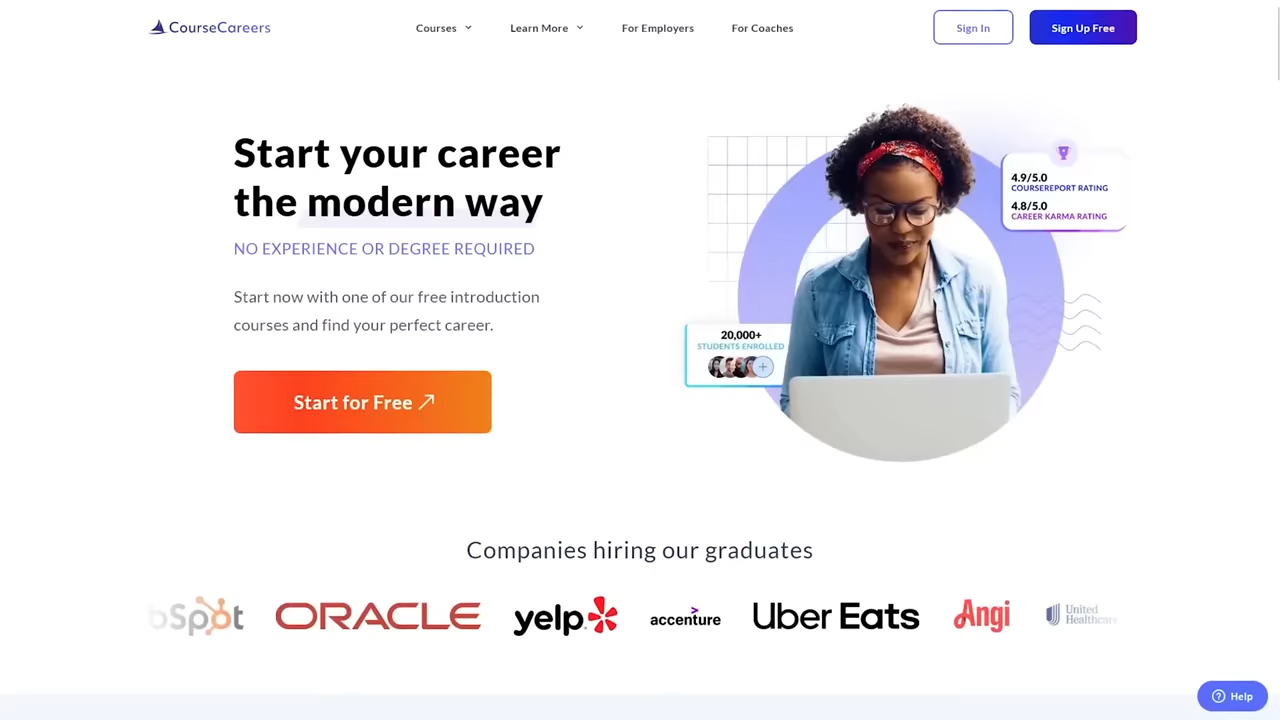 CourseCareers
Courses
Learn More
For Employers
For Coaches
Sign In
Sign Up Free
Start your career
the modern way
NO EXPERIENCE OR DEGREE REQUIRED
Start now with one of our free introduction
courses and find your perfect career.
Start for Free
4.9/5.0
COURSEREPORT RATING
4.8/5.0
CAREER KARMA RATING
20,000+
STUDENTS ENROLLED
Companies hiring our graduates
bSpot
ORACLE
yelp
accenture
Uber Eats
Angi
United
Healthcare
Help